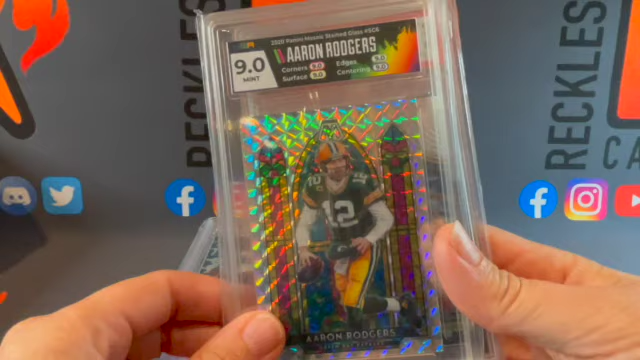 2020 Panini Mosaic Stained Glass #SG6
AARON RODGERS
9.0
MINT
Corners 9.0
Edges 9.0
Surface 9.0
Centering 9.0
12
12
AARON RODGERS
RECKLES
RECKLES
CA